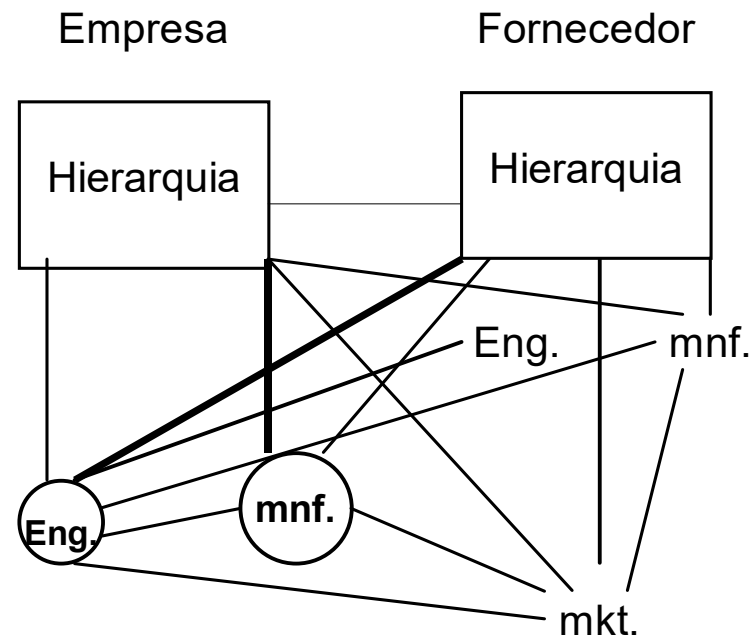 Empresa
Fornecedor
Hierarquia
Hierarquia
Eng.
mnf.
Eng.
mnf.
mkt.